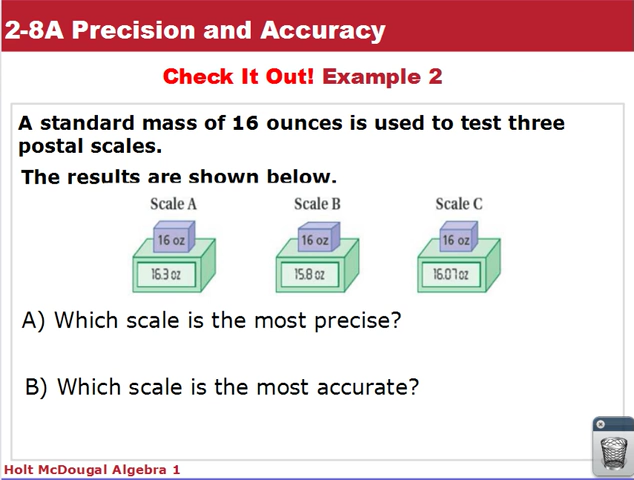 2-8A Precision and Accuracy
Check It Out! Example 2
A standard mass of 16 ounces is used to test three
postal scales.
The results are shown below.
Scale A Scale B Scale C
16 oz 16 oz 16 oz
16.3 oz 15.8 oz 16.07 oz
A) Which scale is the most precise?
B) Which scale is the most accurate?
Holt McDougal Algebra 1